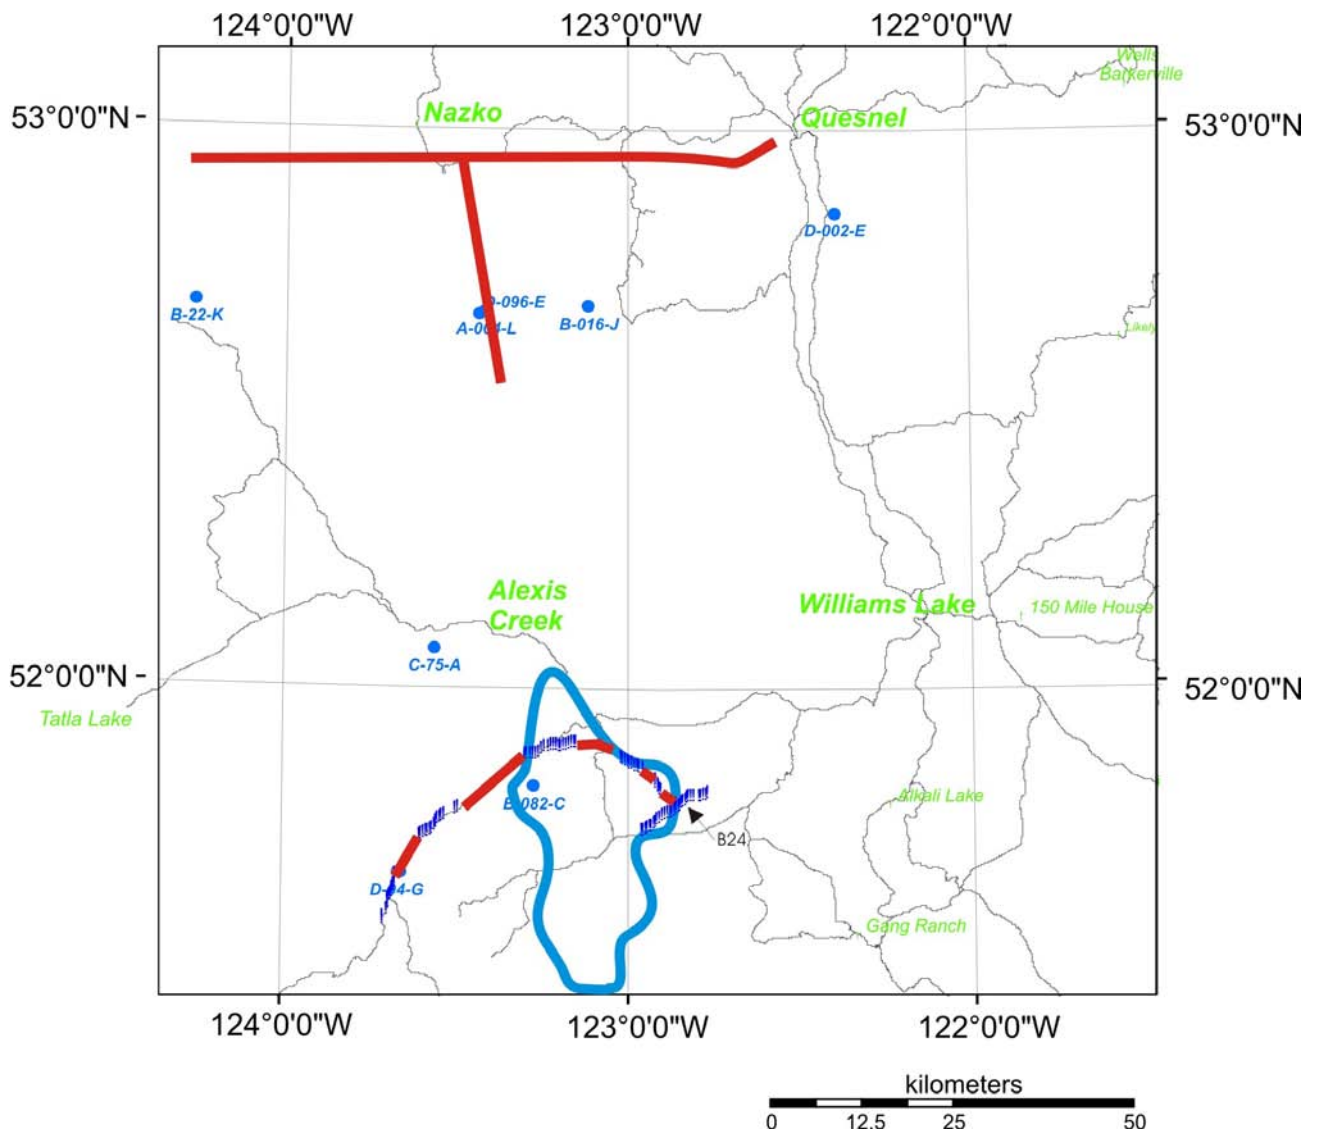 124°0'0"W 123°0'0"W 122°0'0"W
Wells
Barkerville
53°0'0"N
Nazko
Quesnel
53°0'0"N
D-002-E
B-22-K
D-096-E
A-004-L
B-016-J
Likely
Alexis
Creek
Williams Lake
150 Mile House
C-75-A
52°0'0"N
52°0'0"N
Tatla Lake
B-082-C
Alkali Lake
B24
Gang Ranch
124°0'0"W 123°0'0"W 122°0'0"W
kilometers
0 12.5 25 50